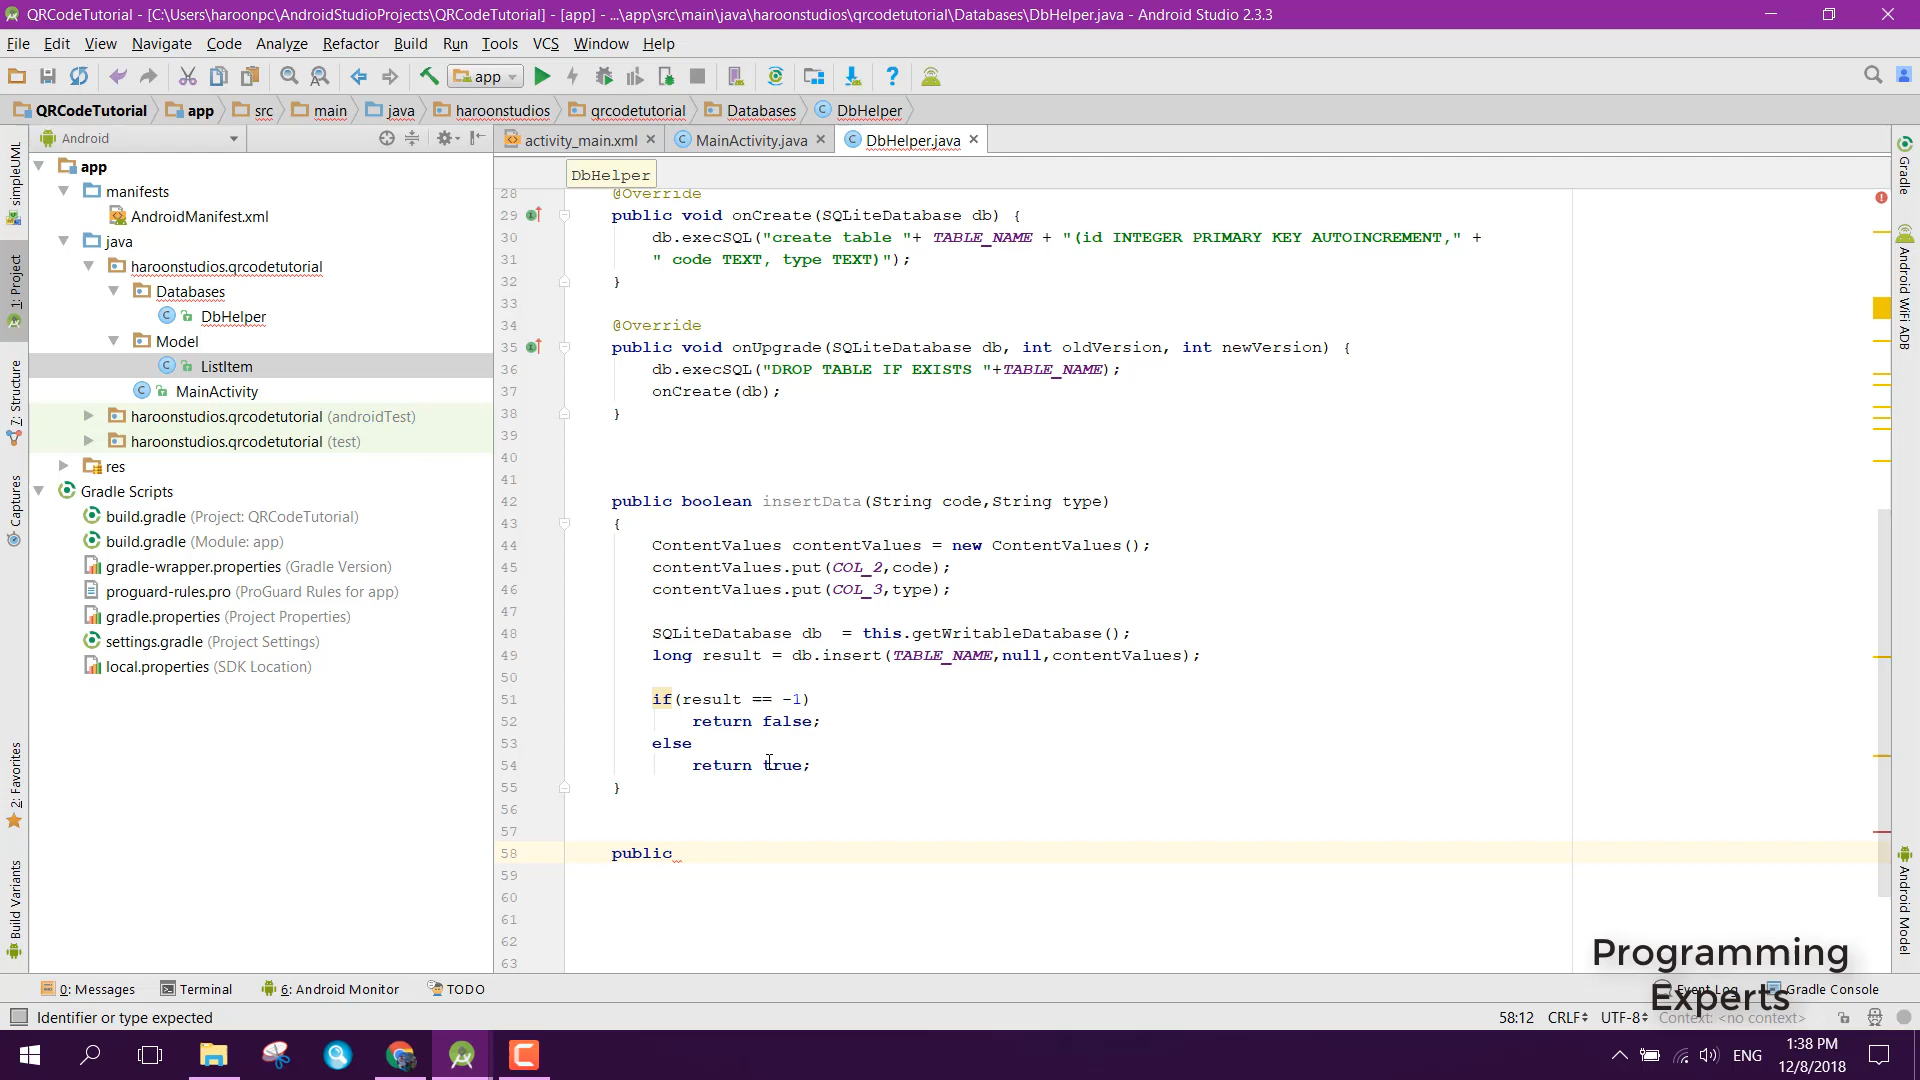 QRCodeTutorial - [C:\Users\haroonpc\AndroidStudioProjects\QRCodeTutorial] - [app] - ...\app\src\main\java\haroonstudios\qrcodetutorial\Databases\DbHelper.java - Android Studio 2.3.3
File Edit View Navigate Code Analyze Refactor Build Run Tools VCS Window Help
app
QRCodeTutorial app src main java haroonstudios qrcodetutorial Databases DbHelper
Android
activity_main.xml MainActivity.java DbHelper.java
DbHelper
app
manifests
AndroidManifest.xml
java
haroonstudios.qrcodetutorial
Databases
DbHelper
Model
ListItem
MainActivity
haroonstudios.qrcodetutorial (androidTest)
haroonstudios.qrcodetutorial (test)
res
Gradle Scripts
build.gradle (Project: QRCodeTutorial)
build.gradle (Module: app)
gradle-wrapper.properties (Gradle Version)
proguard-rules.pro (ProGuard Rules for app)
gradle.properties (Project Properties)
settings.gradle (Project Settings)
local.properties (SDK Location)
simpleUML
1: Project
7: Structure
Captures
2: Favorites
Build Variants
28 @Override
29 public void onCreate(SQLiteDatabase db) {
30 db.execSQL("create table "+ TABLE_NAME + "(id INTEGER PRIMARY KEY AUTOINCREMENT," +
31 " code TEXT, type TEXT)");
32 }
33
34 @Override
35 public void onUpgrade(SQLiteDatabase db, int oldVersion, int newVersion) {
36 db.execSQL("DROP TABLE IF EXISTS "+TABLE_NAME);
37 onCreate(db);
38 }
39
40
41
42 public boolean insertData(String code,String type)
43 {
44 ContentValues contentValues = new ContentValues();
45 contentValues.put(COL_2,code);
46 contentValues.put(COL_3,type);
47
48 SQLiteDatabase db  = this.getWritableDatabase();
49 long result = db.insert(TABLE_NAME,null,contentValues);
50
51 if(result == -1)
52 return false;
53 else
54 return true;
55 }
56
57
58 public
59
60
61
62
63
Gradle
Android WiFi ADB
Android Model
Programming
Experts
0: Messages Terminal 6: Android Monitor TODO Event Log Gradle Console
Identifier or type expected 58:12 CRLF UTF-8 Context: <no context>
ENG 1:38 PM
12/8/2018